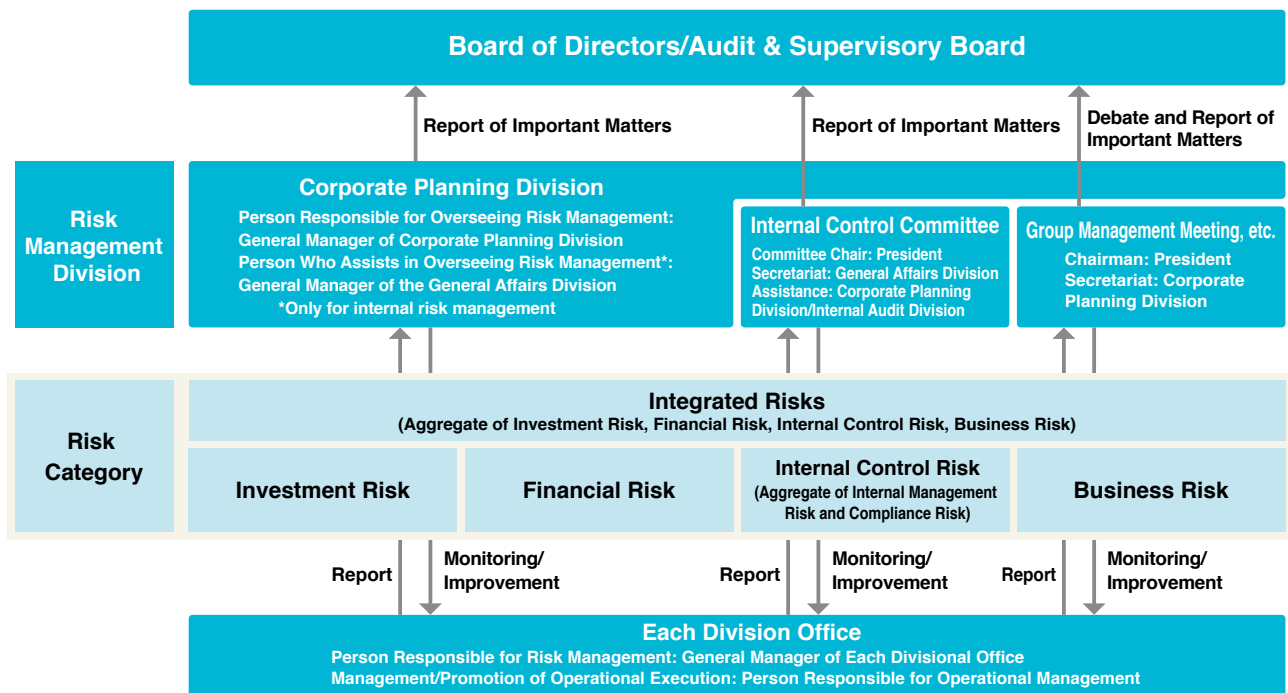 Board of Directors/Audit & Supervisory Board
Report of Important Matters
Report of Important Matters
Debate and Report of
Important Matters
Risk
Management
Division
Corporate Planning Division
Person Responsible for Overseeing Risk Management:
General Manager of Corporate Planning Division
Person Who Assists in Overseeing Risk Management*:
General Manager of the General Affairs Division
*Only for internal risk management
Internal Control Committee
Committee Chair: President
Secretariat: General Affairs Division
Assistance: Corporate Planning
Division/Internal Audit Division
Group Management Meeting, etc.
Chairman: President
Secretariat: Corporate
Planning Division
Risk
Category
Integrated Risks
(Aggregate of Investment Risk, Financial Risk, Internal Control Risk, Business Risk)
Investment Risk
Financial Risk
Internal Control Risk
(Aggregate of Internal Management
Risk and Compliance Risk)
Business Risk
Report
Monitoring/
Improvement
Report
Monitoring/
Improvement
Report
Monitoring/
Improvement
Each Division Office
Person Responsible for Risk Management: General Manager of Each Divisional Office
Management/Promotion of Operational Execution: Person Responsible for Operational Management